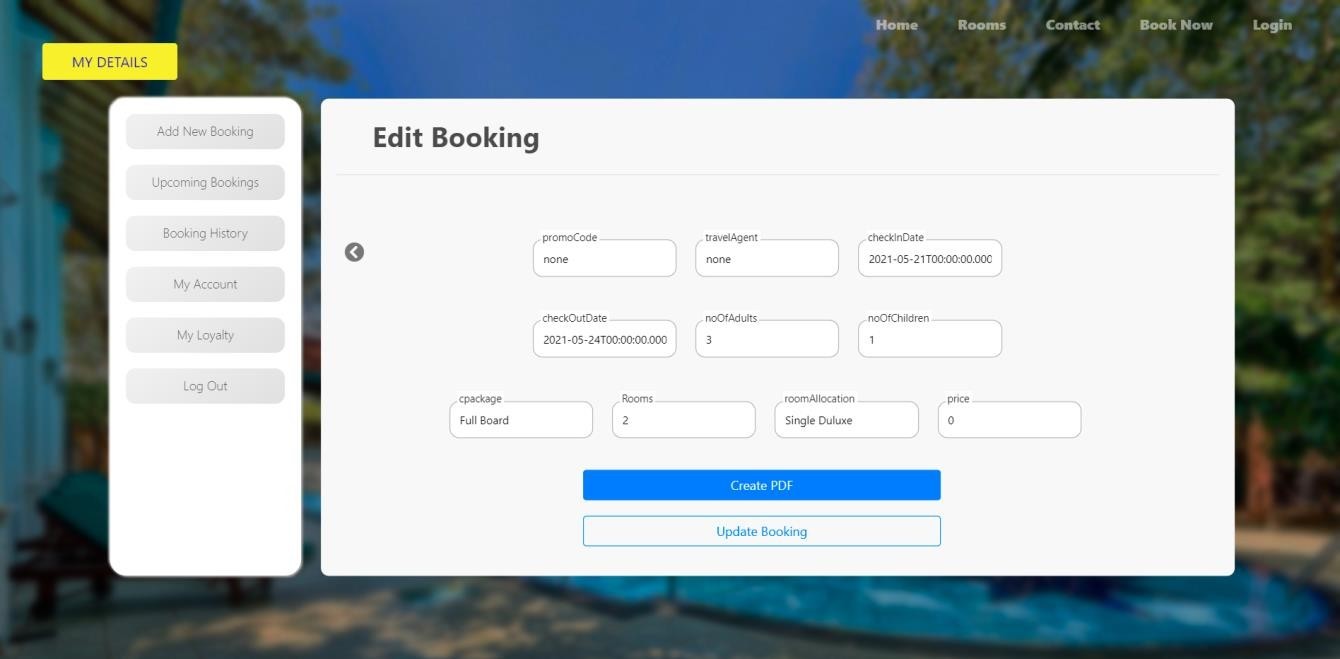 Home Rooms Contact Book Now Login
MY DETAILS
Add New Booking
Upcoming Bookings
Booking History
My Account
My Loyalty
Log Out
Edit Booking
promoCode travelAgent checkInDate
none none 2021-05-21T00:00:00.000
checkOutDate noOfAdults noOfChildren
2021-05-24T00:00:00.000 3 1
cpackage Rooms roomAllocation price
Full Board 2 Single Duluxe 0
Create PDF
Update Booking